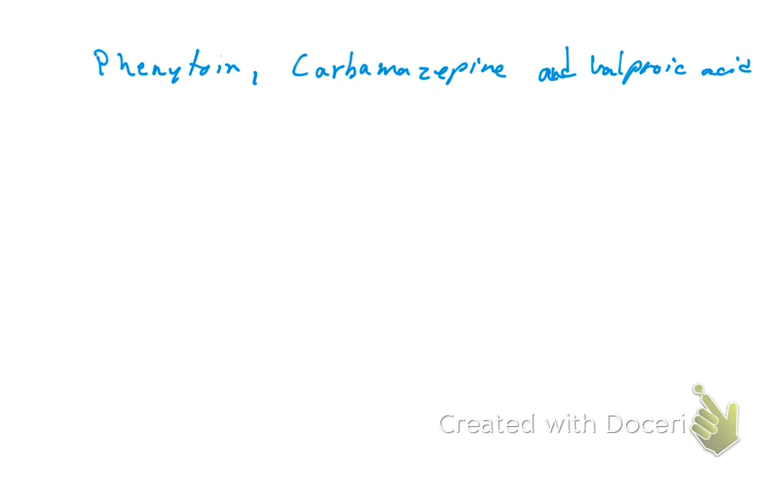 Phenytoin, Carbamazepine and valproic acid
Created with Doceri